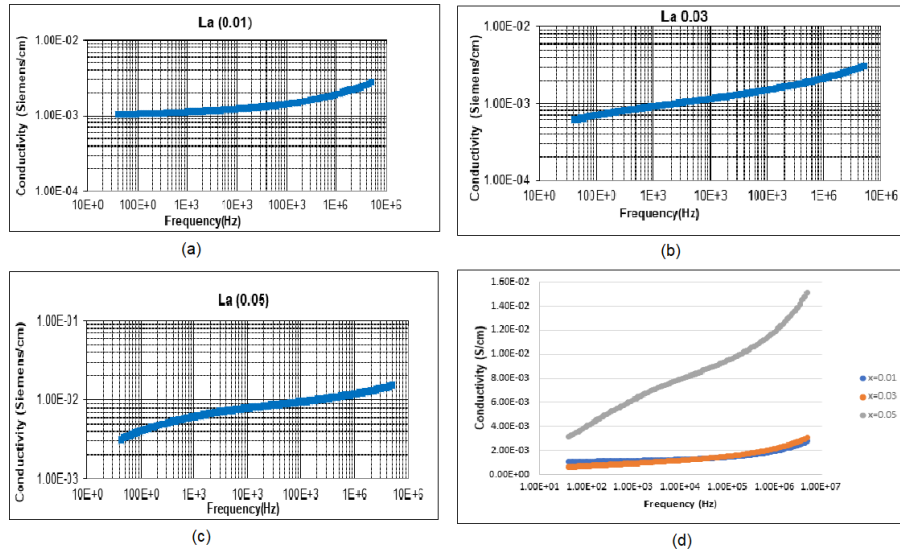 (a)
La (0.01)
1.00E-02
1.00E-03
1.00E-04
Conductivity (Siemens/cm)
10E+0 100E+0 1E+3 10E+3 100E+3 1E+6 10E+6
Frequency(Hz)
(a)
(b)
La 0.03
1.00E-02
1.00E-03
1.00E-04
Conductivity (Siemens/cm)
10E+0 100E+0 1E+3 10E+3 100E+3 1E+6 10E+6
Frequency(Hz)
(b)
La (0.05)
1.00E-01
1.00E-02
1.00E-03
Conductivity (Siemens/cm)
10E+0 100E+0 1E+3 10E+3 100E+3 1E+6 10E+6
Frequency(Hz)
(c)
1.60E-02
1.40E-02
1.20E-02
1.00E-02
8.00E-03
6.00E-03
4.00E-03
2.00E-03
0.00E+00
Conductivity (S/cm)
1.00E+01 1.00E+02 1.00E+03 1.00E+04 1.00E+05 1.00E+06 1.00E+07
Frequency (Hz)
x=0.01
x=0.03
x=0.05
(d)